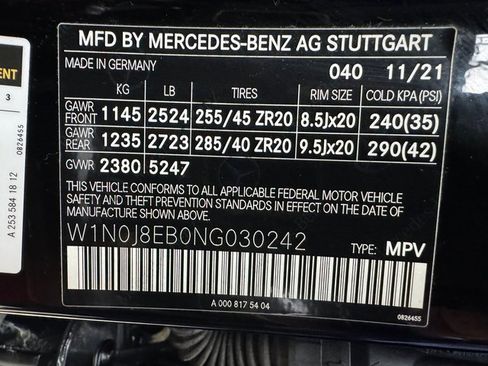 MFD BY MERCEDES-BENZ AG STUTTGART
MADE IN GERMANY 040 11/21
KG LB TIRES RIM SIZE COLD KPA (PSI)
GAWR FRONT 1145 2524 255/45 ZR20 8.5Jx20 240(35)
GAWR REAR 1235 2723 285/40 ZR20 9.5Jx20 290(42)
GVWR 2380 5247
THIS VEHICLE CONFORMS TO ALL APPLICABLE FEDERAL MOTOR VEHICLE
SAFETY AND THEFT PREVENTION STANDARDS IN EFFECT ON THE DATE OF
MANUFACTURE SHOWN ABOVE.
W1N0J8EB0NG030242 TYPE: MPV
A 000 817 54 04
0826455
ENT
3
0826455
A 253 584 18 12